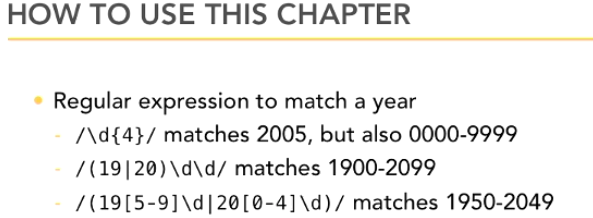 HOW TO USE THIS CHAPTER
• Regular expression to match a year
- /\d{4}/ matches 2005, but also 0000-9999
- /(19|20)\d\d/ matches 1900-2099
- /(19[5-9]\d|20[0-4]\d)/ matches 1950-2049